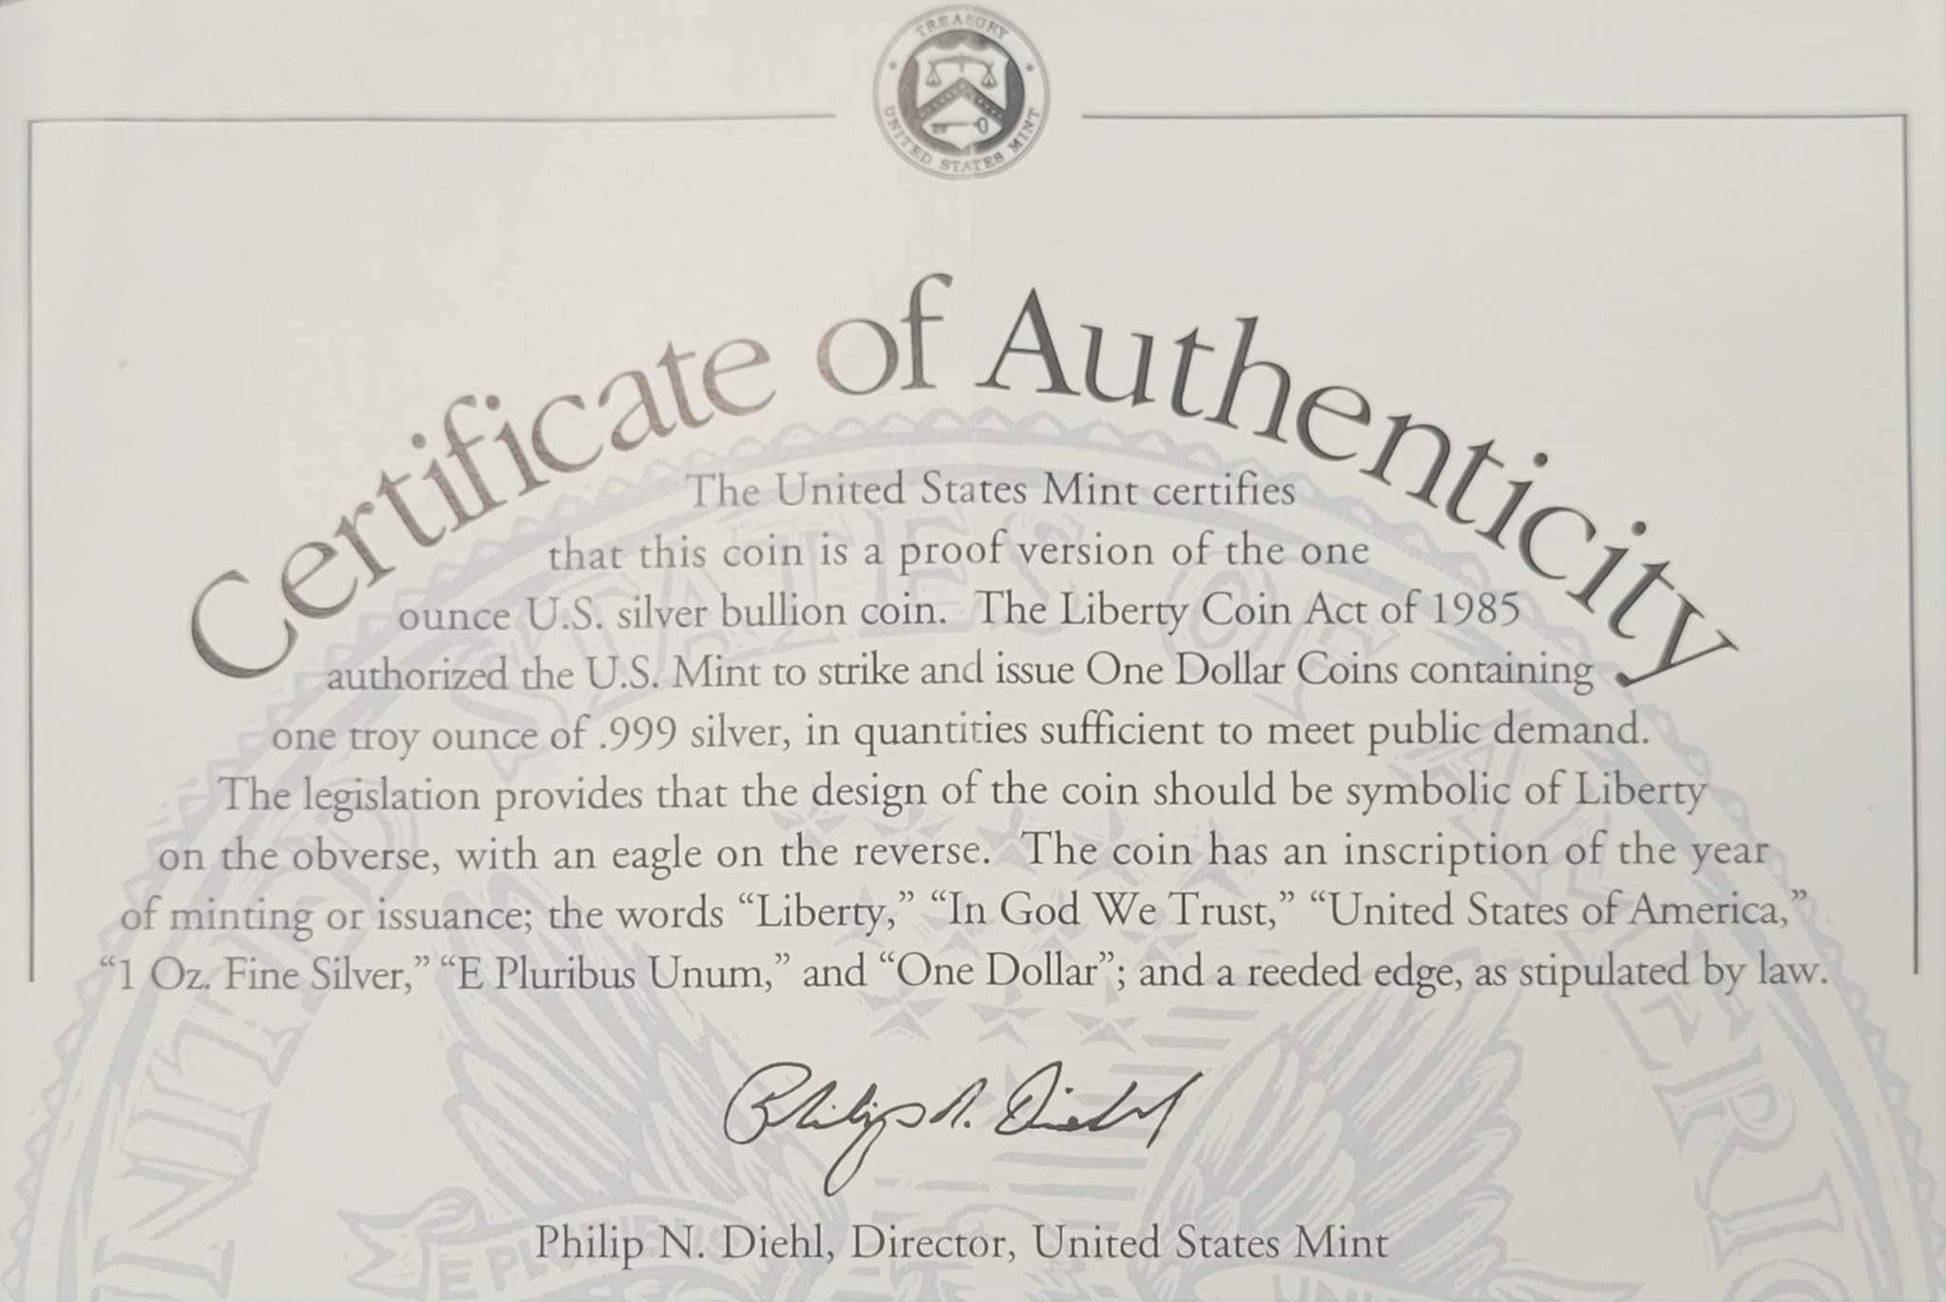 TREASURY
UNITED STATES MINT
Certificate of Authenticity
The United States Mint certifies
that this coin is a proof version of the one
ounce U.S. silver bullion coin. The Liberty Coin Act of 1985
authorized the U.S. Mint to strike and issue One Dollar Coins containing
one troy ounce of .999 silver, in quantities sufficient to meet public demand.
The legislation provides that the design of the coin should be symbolic of Liberty
on the obverse, with an eagle on the reverse. The coin has an inscription of the year
of minting or issuance; the words “Liberty,” “In God We Trust,” “United States of America,”
“1 Oz. Fine Silver,” “E Pluribus Unum,” and “One Dollar”; and a reeded edge, as stipulated by law.
Philip N. Diehl
Philip N. Diehl, Director, United States Mint
UNITED STATES OF AMERIC
E PL